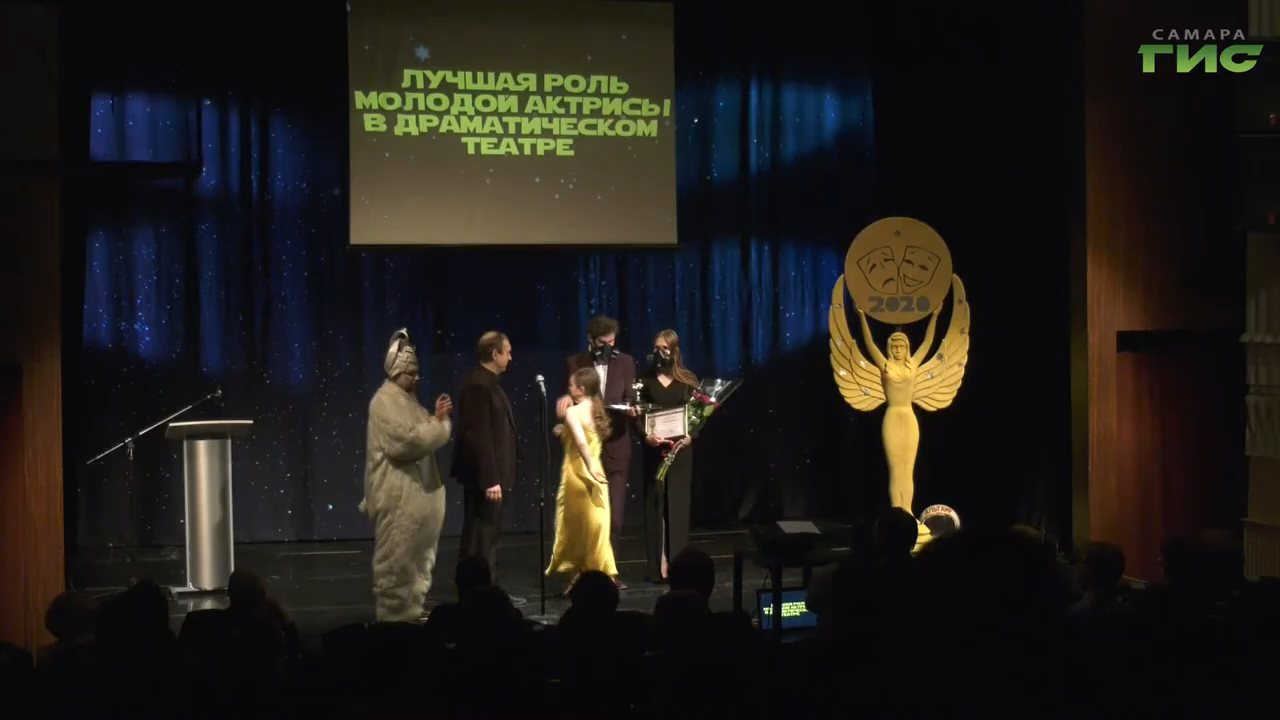 САМАРА
ГИС
ЛУЧШАЯ РОЛЬ
МОЛОДОЙ АКТРИСЫ
В ДРАМАТИЧЕСКОМ
ТЕАТРЕ
2020